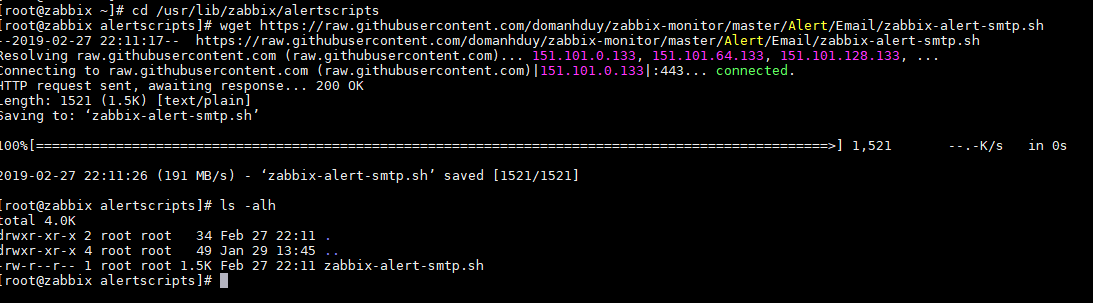 [root@zabbix ~]# cd /usr/lib/zabbix/alertscripts
[root@zabbix alertscripts]# wget https://raw.githubusercontent.com/domanhduy/zabbix-monitor/master/Alert/Email/zabbix-alert-smtp.sh
--2019-02-27 22:11:17--  https://raw.githubusercontent.com/domanhduy/zabbix-monitor/master/Alert/Email/zabbix-alert-smtp.sh
Resolving raw.githubusercontent.com (raw.githubusercontent.com)... 151.101.0.133, 151.101.64.133, 151.101.128.133, ...
Connecting to raw.githubusercontent.com (raw.githubusercontent.com)|151.101.0.133|:443... connected.
HTTP request sent, awaiting response... 200 OK
Length: 1521 (1.5K) [text/plain]
Saving to: ‘zabbix-alert-smtp.sh’
100%[===================================================================================================>] 1,521       --.-K/s   in 0s
2019-02-27 22:11:26 (191 MB/s) - ‘zabbix-alert-smtp.sh’ saved [1521/1521]
[root@zabbix alertscripts]# ls -alh
total 4.0K
drwxr-xr-x 2 root root   34 Feb 27 22:11 .
drwxr-xr-x 4 root root   49 Jan 29 13:45 ..
-rw-r--r-- 1 root root 1.5K Feb 27 22:11 zabbix-alert-smtp.sh
[root@zabbix alertscripts]#